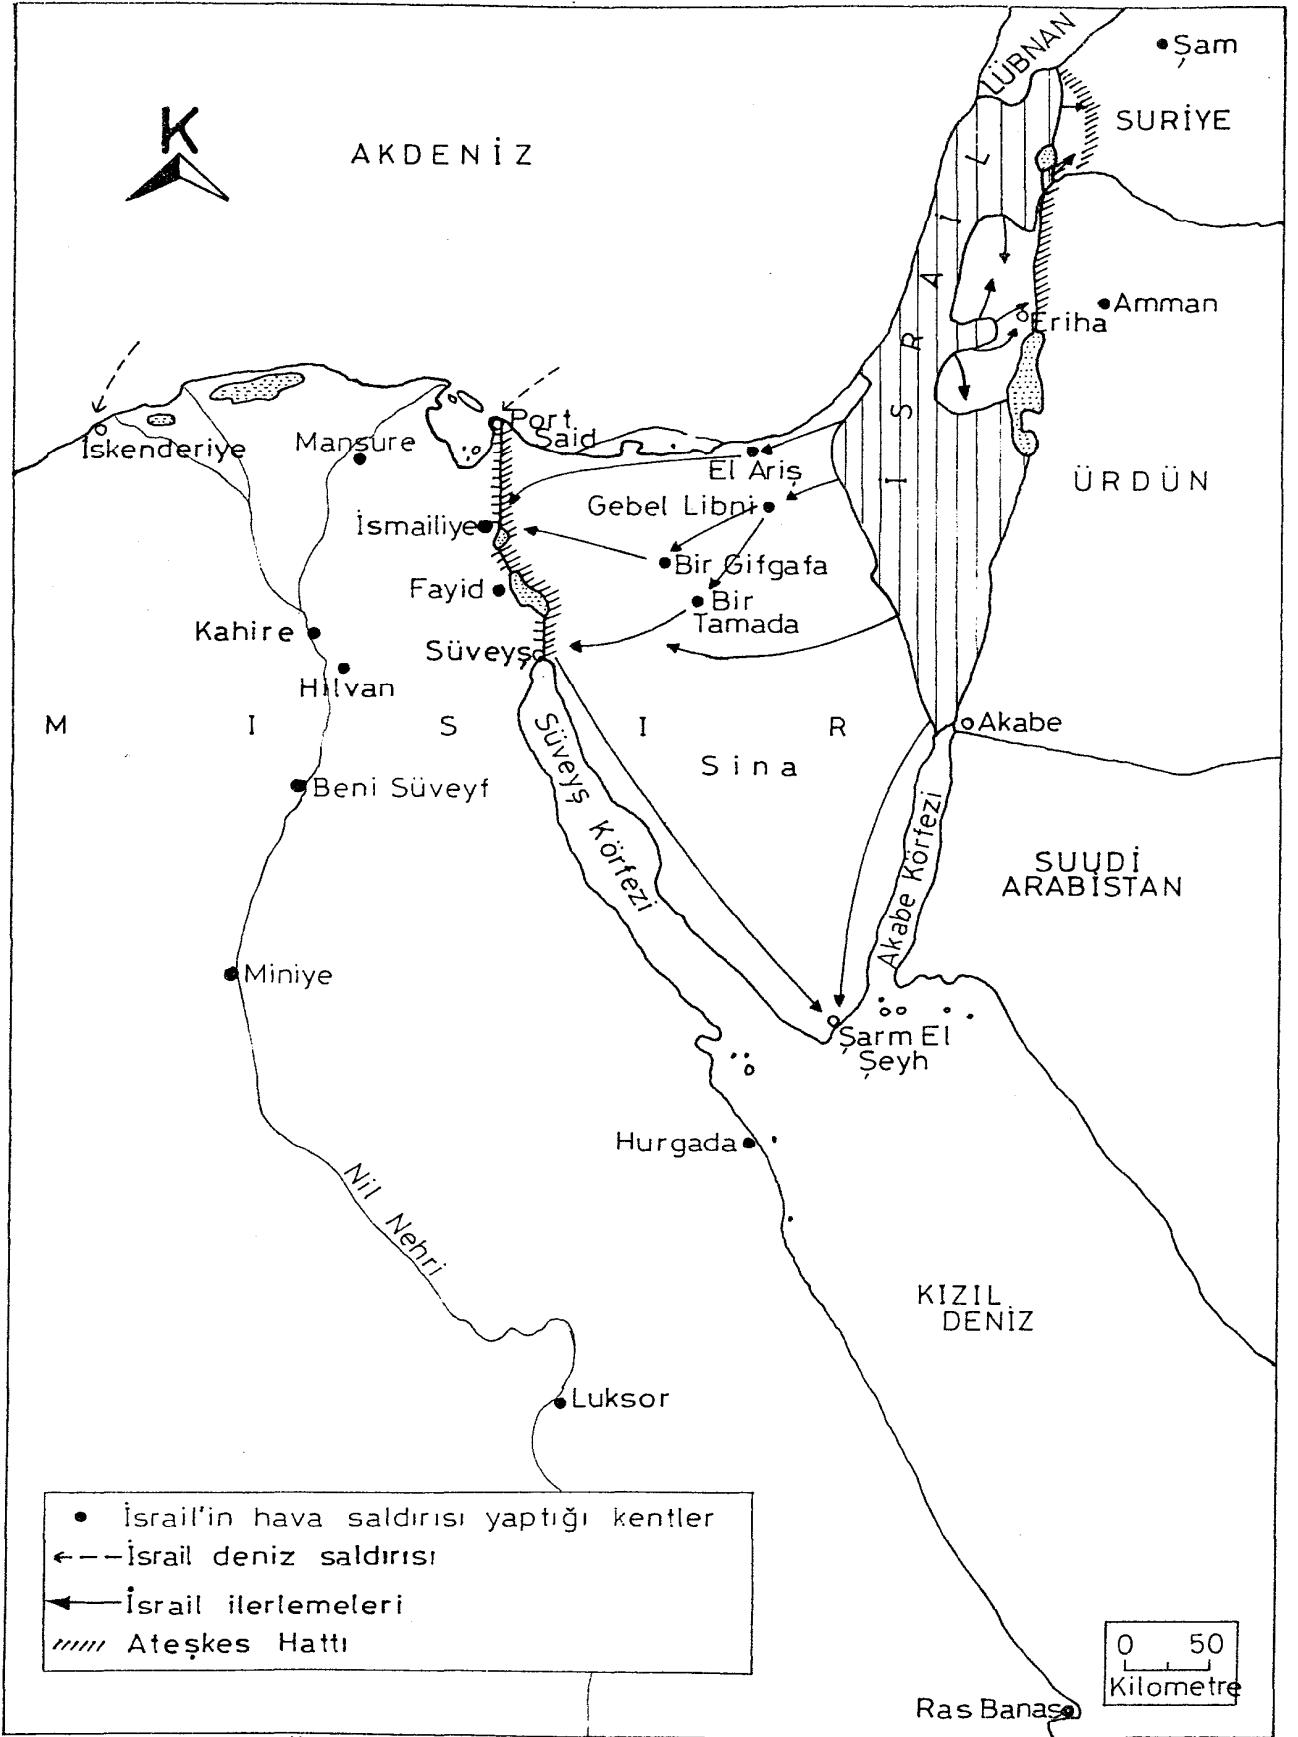 LÜBNAN
Şam
SURİYE
K
AKDENİZ
İSRAİL
Amman
Eriha
Port
Said
İskenderiye
Mansure
El Ariş
ÜRDÜN
Gebel Libni
İsmailiye
Bir Gifgafa
Fayid
Bir
Tamada
Kahire
Süveyş
Hilvan
MISIR
Akabe
Sina
Beni Süveyf
Süveyş Körfezi
Akabe Körfezi
SUUDİ
ARABİSTAN
Miniye
Şarm El
Şeyh
Hurgada
Nil Nehri
KIZIL
DENİZ
Luksor
İsrail'in hava saldırısı yaptığı kentler
İsrail deniz saldırısı
İsrail ilerlemeleri
Ateşkes Hattı
0 50
Kilometre
Ras Banas